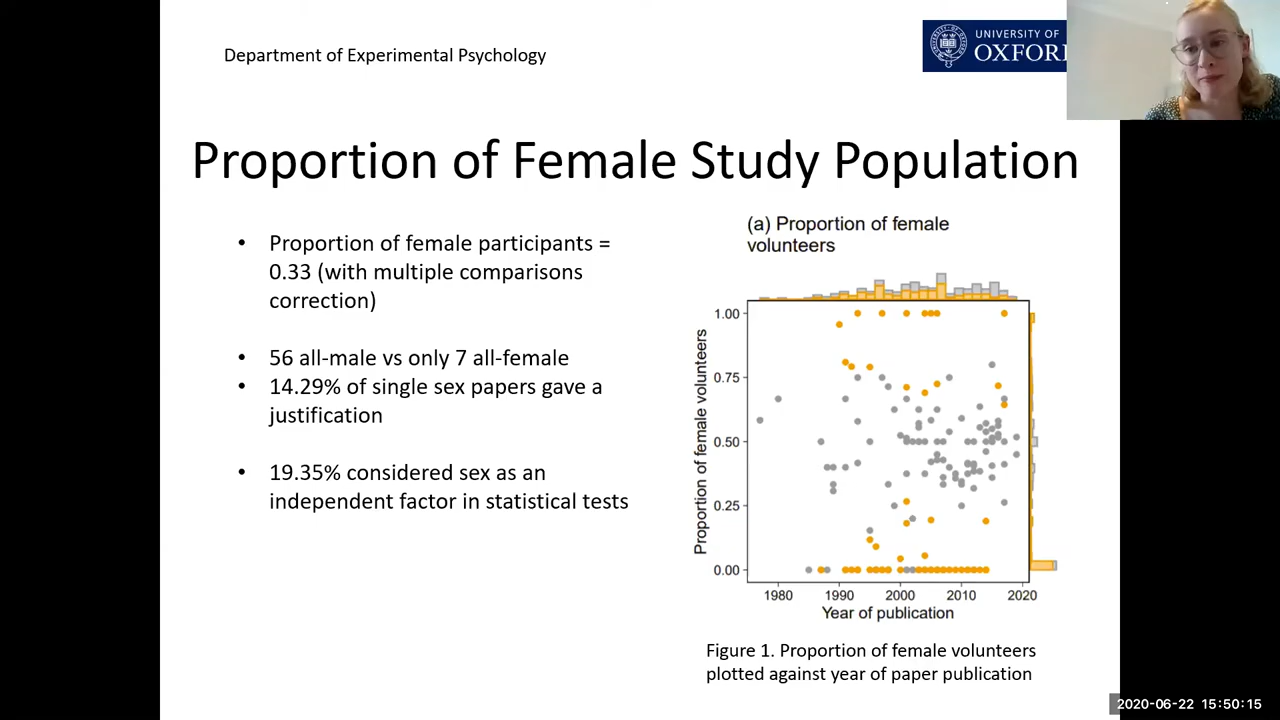 Department of Experimental Psychology
UNIVERSITY OF
OXFORD
Proportion of Female Study Population
• Proportion of female participants =
0.33 (with multiple comparisons
correction)
• 56 all-male vs only 7 all-female
• 14.29% of single sex papers gave a
justification
• 19.35% considered sex as an
independent factor in statistical tests
(a) Proportion of female
volunteers
Proportion of female volunteers
1.00
0.75
0.50
0.25
0.00
1980 1990 2000 2010 2020
Year of publication
Figure 1. Proportion of female volunteers
plotted against year of paper publication
2020-06-22 15:50:15